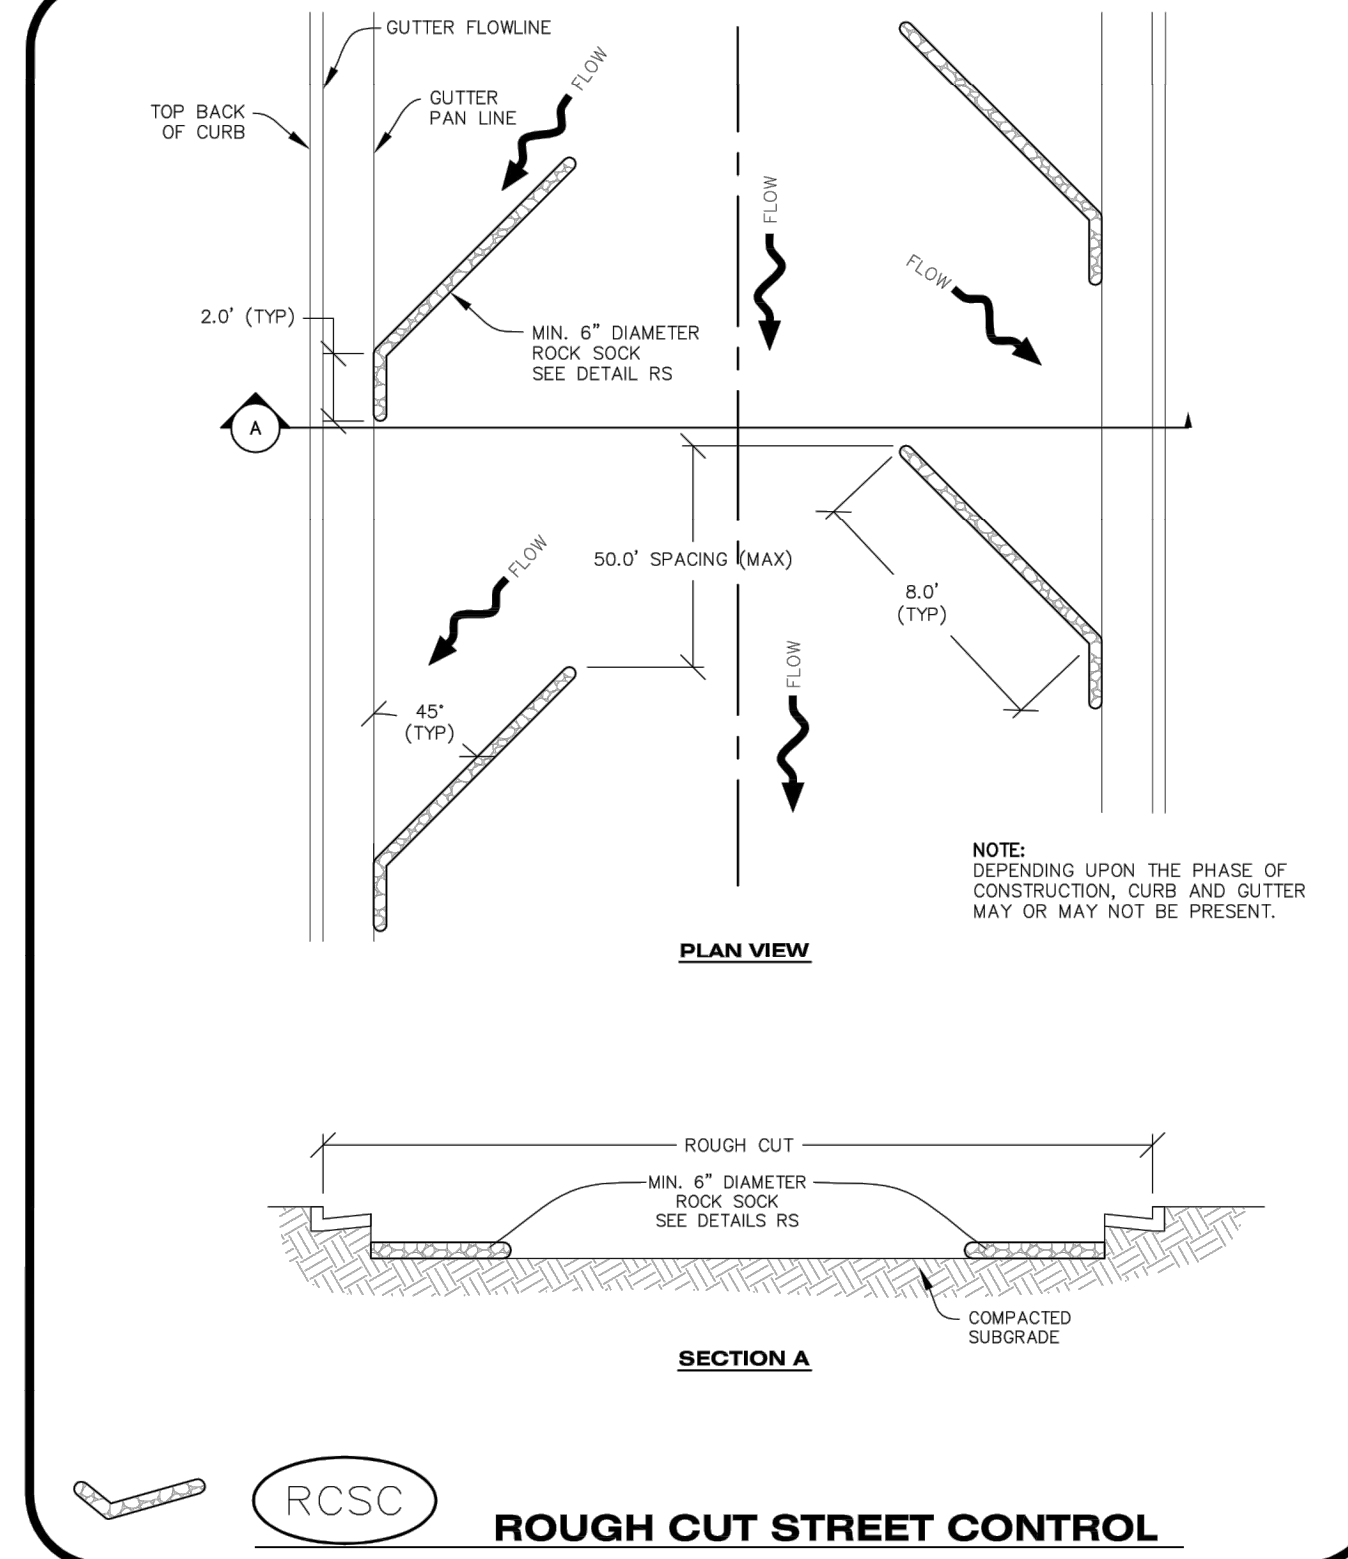 GUTTER FLOWLINE
FLOW
TOP BACK
OF CURB
GUTTER
PAN LINE
FLOW
FLOW
2.0' (TYP)
MIN. 6" DIAMETER
ROCK SOCK
SEE DETAIL RS
A
FLOW
50.0' SPACING (MAX)
8.0'
(TYP)
FLOW
45°
(TYP)
NOTE:
DEPENDING UPON THE PHASE OF
CONSTRUCTION, CURB AND GUTTER
MAY OR MAY NOT BE PRESENT.
PLAN VIEW
ROUGH CUT
MIN. 6" DIAMETER
ROCK SOCK
SEE DETAILS RS
COMPACTED
SUBGRADE
SECTION A
RCSC
ROUGH CUT STREET CONTROL